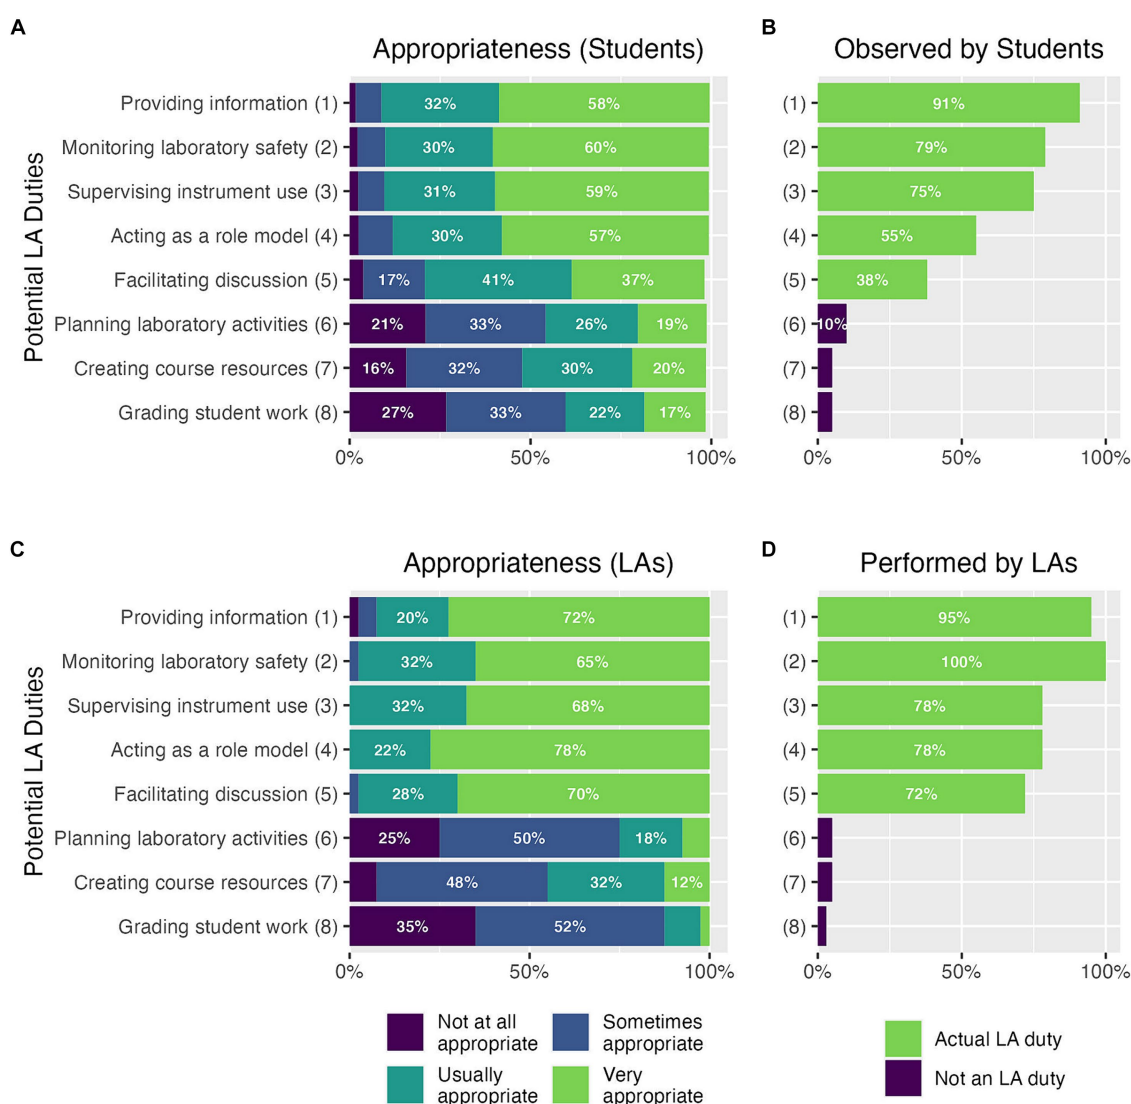 A
Appropriateness (Students)
Potential LA Duties
Providing information (1)
32%
58%
Monitoring laboratory safety (2)
30%
60%
Supervising instrument use (3)
31%
59%
Acting as a role model (4)
30%
57%
Facilitating discussion (5)
17%
41%
37%
Planning laboratory activities (6)
21%
33%
26%
19%
Creating course resources (7)
16%
32%
30%
20%
Grading student work (8)
27%
33%
22%
17%
0%
50%
100%
B
Observed by Students
(1)
91%
(2)
79%
(3)
75%
(4)
55%
(5)
38%
(6)
10%
(7)
(8)
0%
50%
100%
C
Appropriateness (LAs)
Potential LA Duties
Providing information (1)
20%
72%
Monitoring laboratory safety (2)
32%
65%
Supervising instrument use (3)
32%
68%
Acting as a role model (4)
22%
78%
Facilitating discussion (5)
28%
70%
Planning laboratory activities (6)
25%
50%
18%
Creating course resources (7)
48%
32%
12%
Grading student work (8)
35%
52%
0%
50%
100%
D
Performed by LAs
(1)
95%
(2)
100%
(3)
78%
(4)
78%
(5)
72%
(6)
(7)
(8)
0%
50%
100%
Not at all
appropriate
Sometimes
appropriate
Usually
appropriate
Very
appropriate
Actual LA duty
Not an LA duty